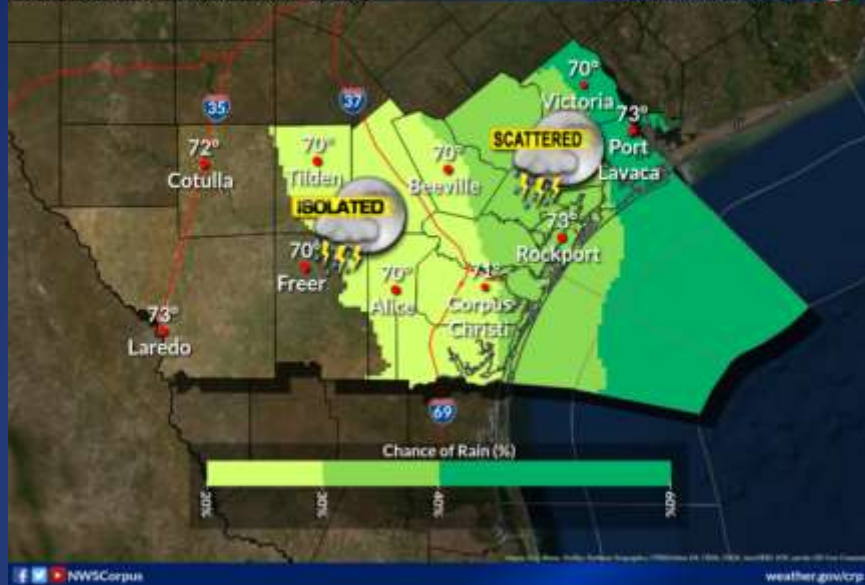 70°
Victoria
37
35
73°
Port
Lavaca
SCATTERED
72°
Cotulla
70°
Tilden
70°
Beeville
ISOLATED
73°
Rockport
70°
Freer
70°
Alice
71°
Corpus
Christi
73°
Laredo
69
Chance of Rain (%)
20%
30%
40%
60%
NWSCorpus
weather.gov/crp